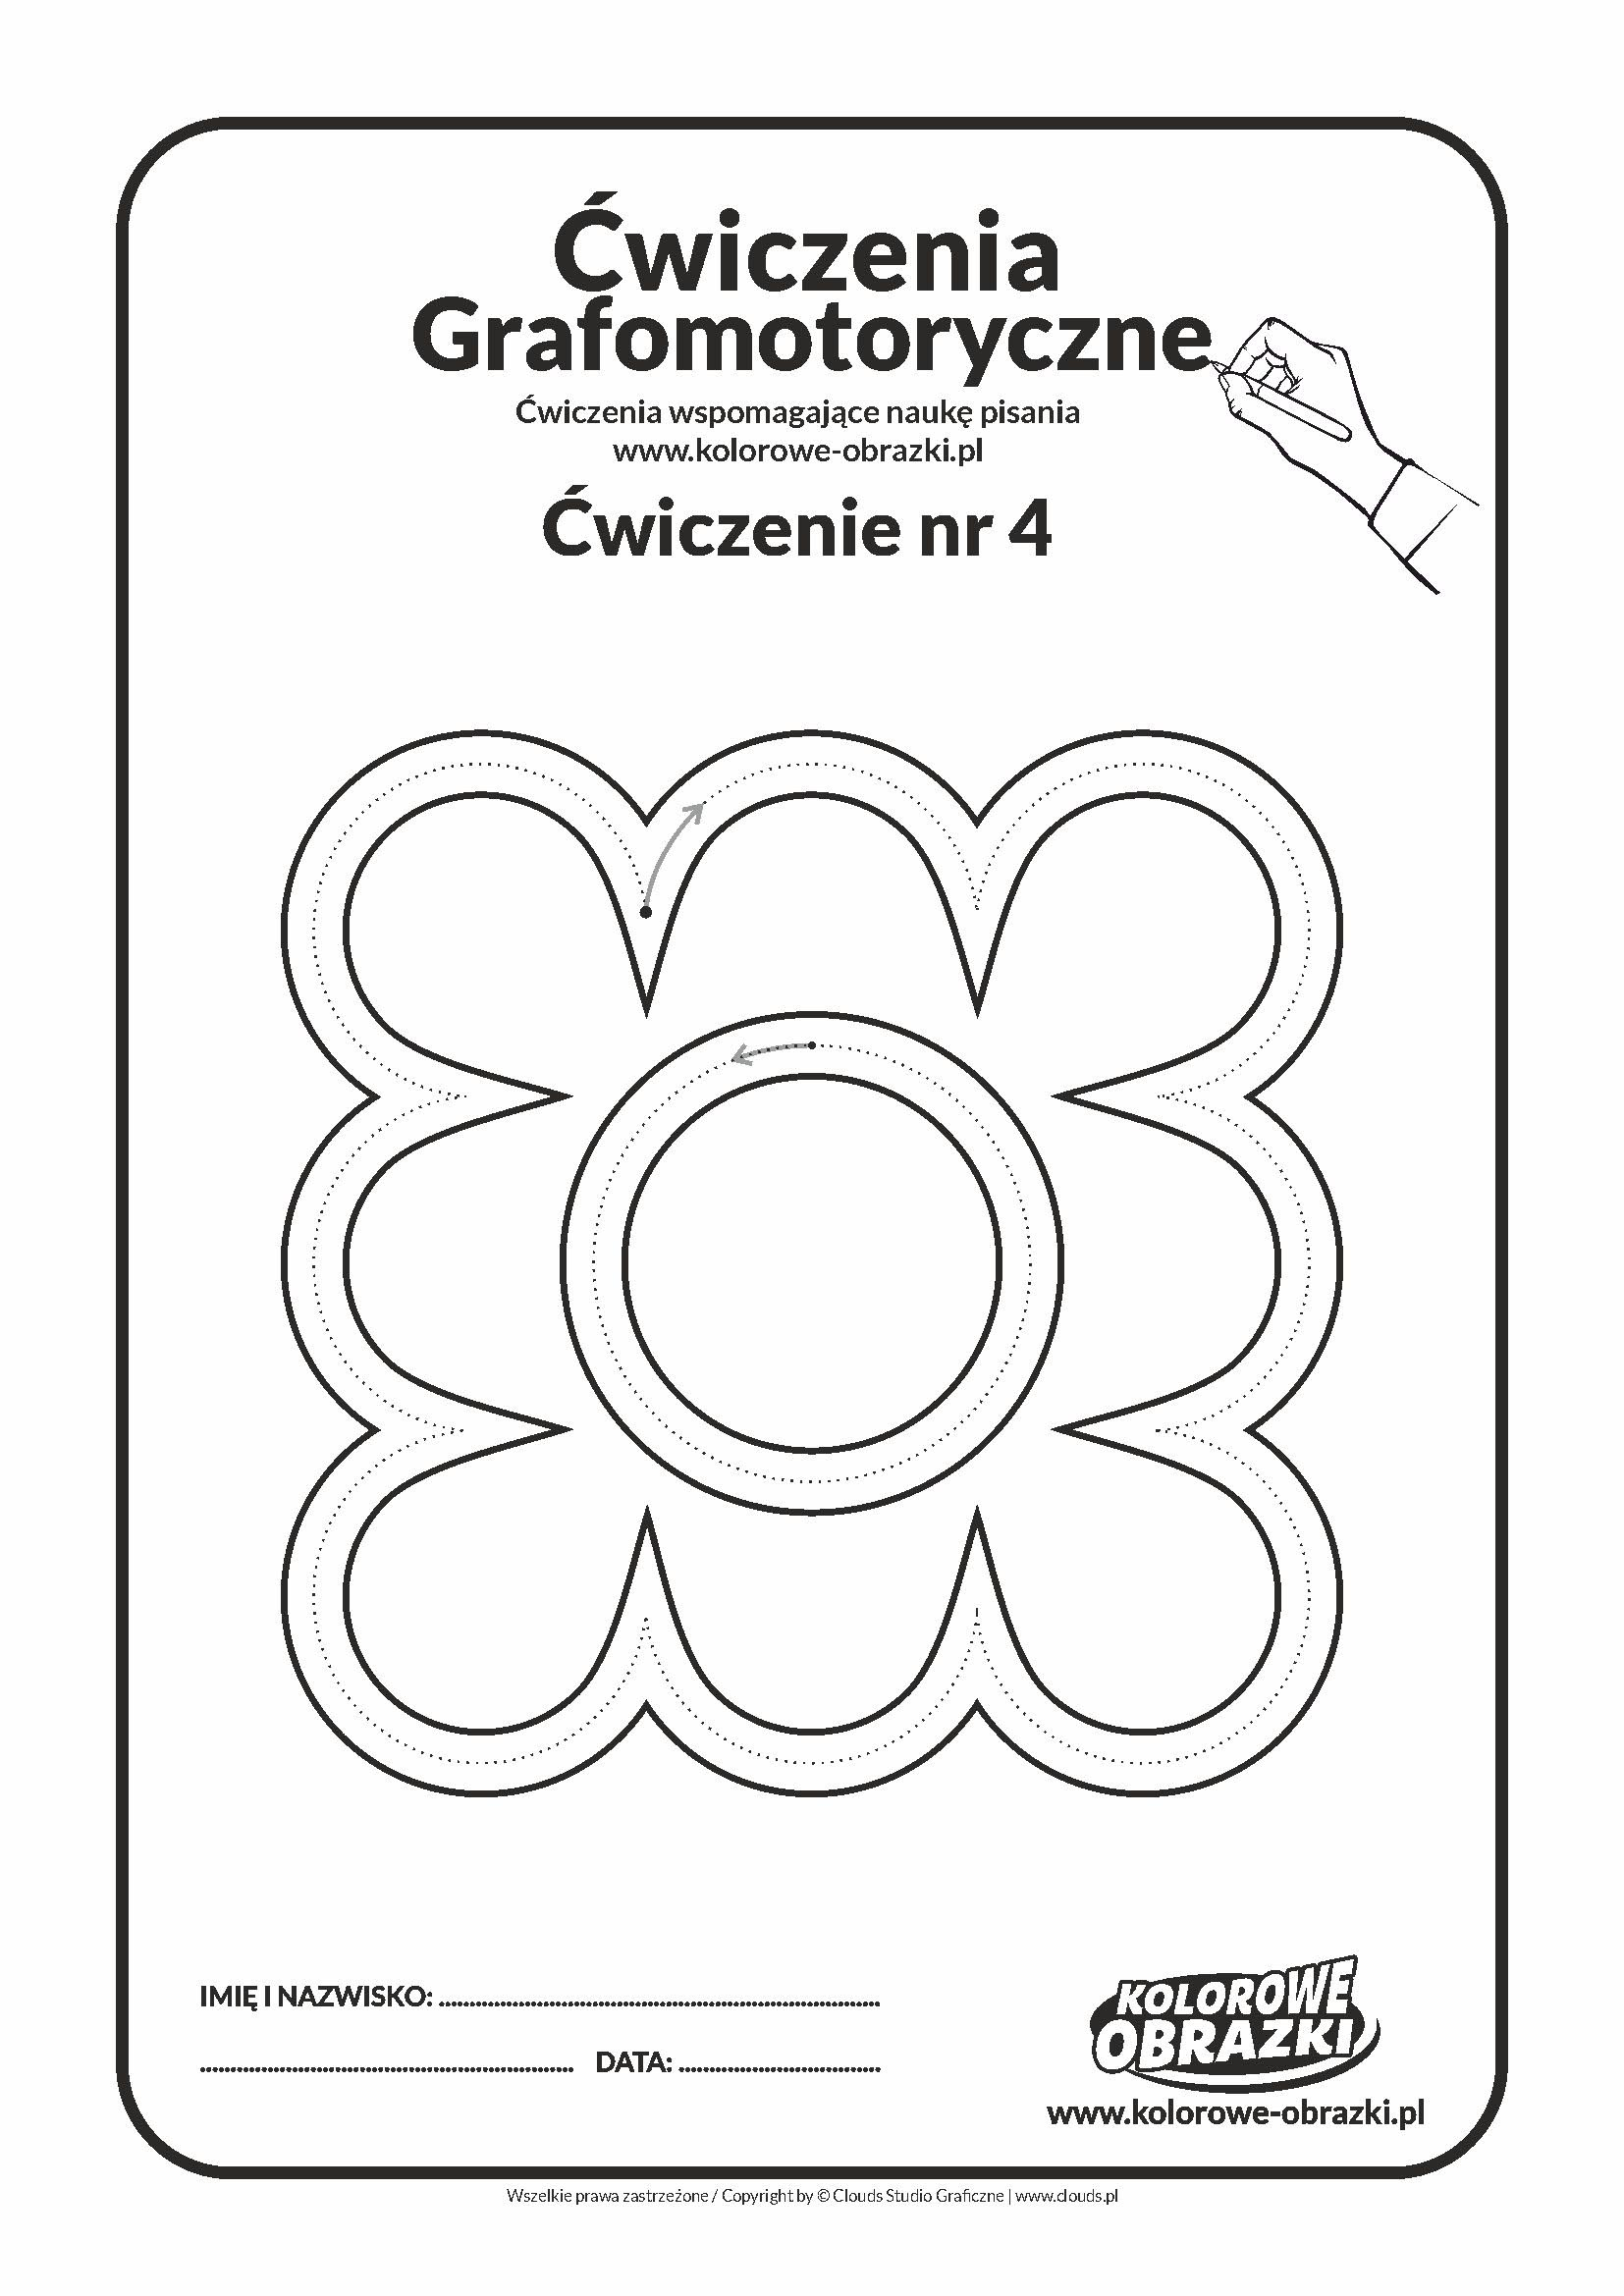 Ćwiczenia
Grafomotoryczne
Ćwiczenia wspomagające naukę pisania
www.kolorowe-obrazki.pl
Ćwiczenie nr 4
IMIĘ I NAZWISKO: ........................................................................
............................................................. DATA: .................................
KOLOROWE
OBRAZKI
www.kolorowe-obrazki.pl
Wszelkie prawa zastrzeżone / Copyright by © Clouds Studio Graficzne | www.clouds.pl